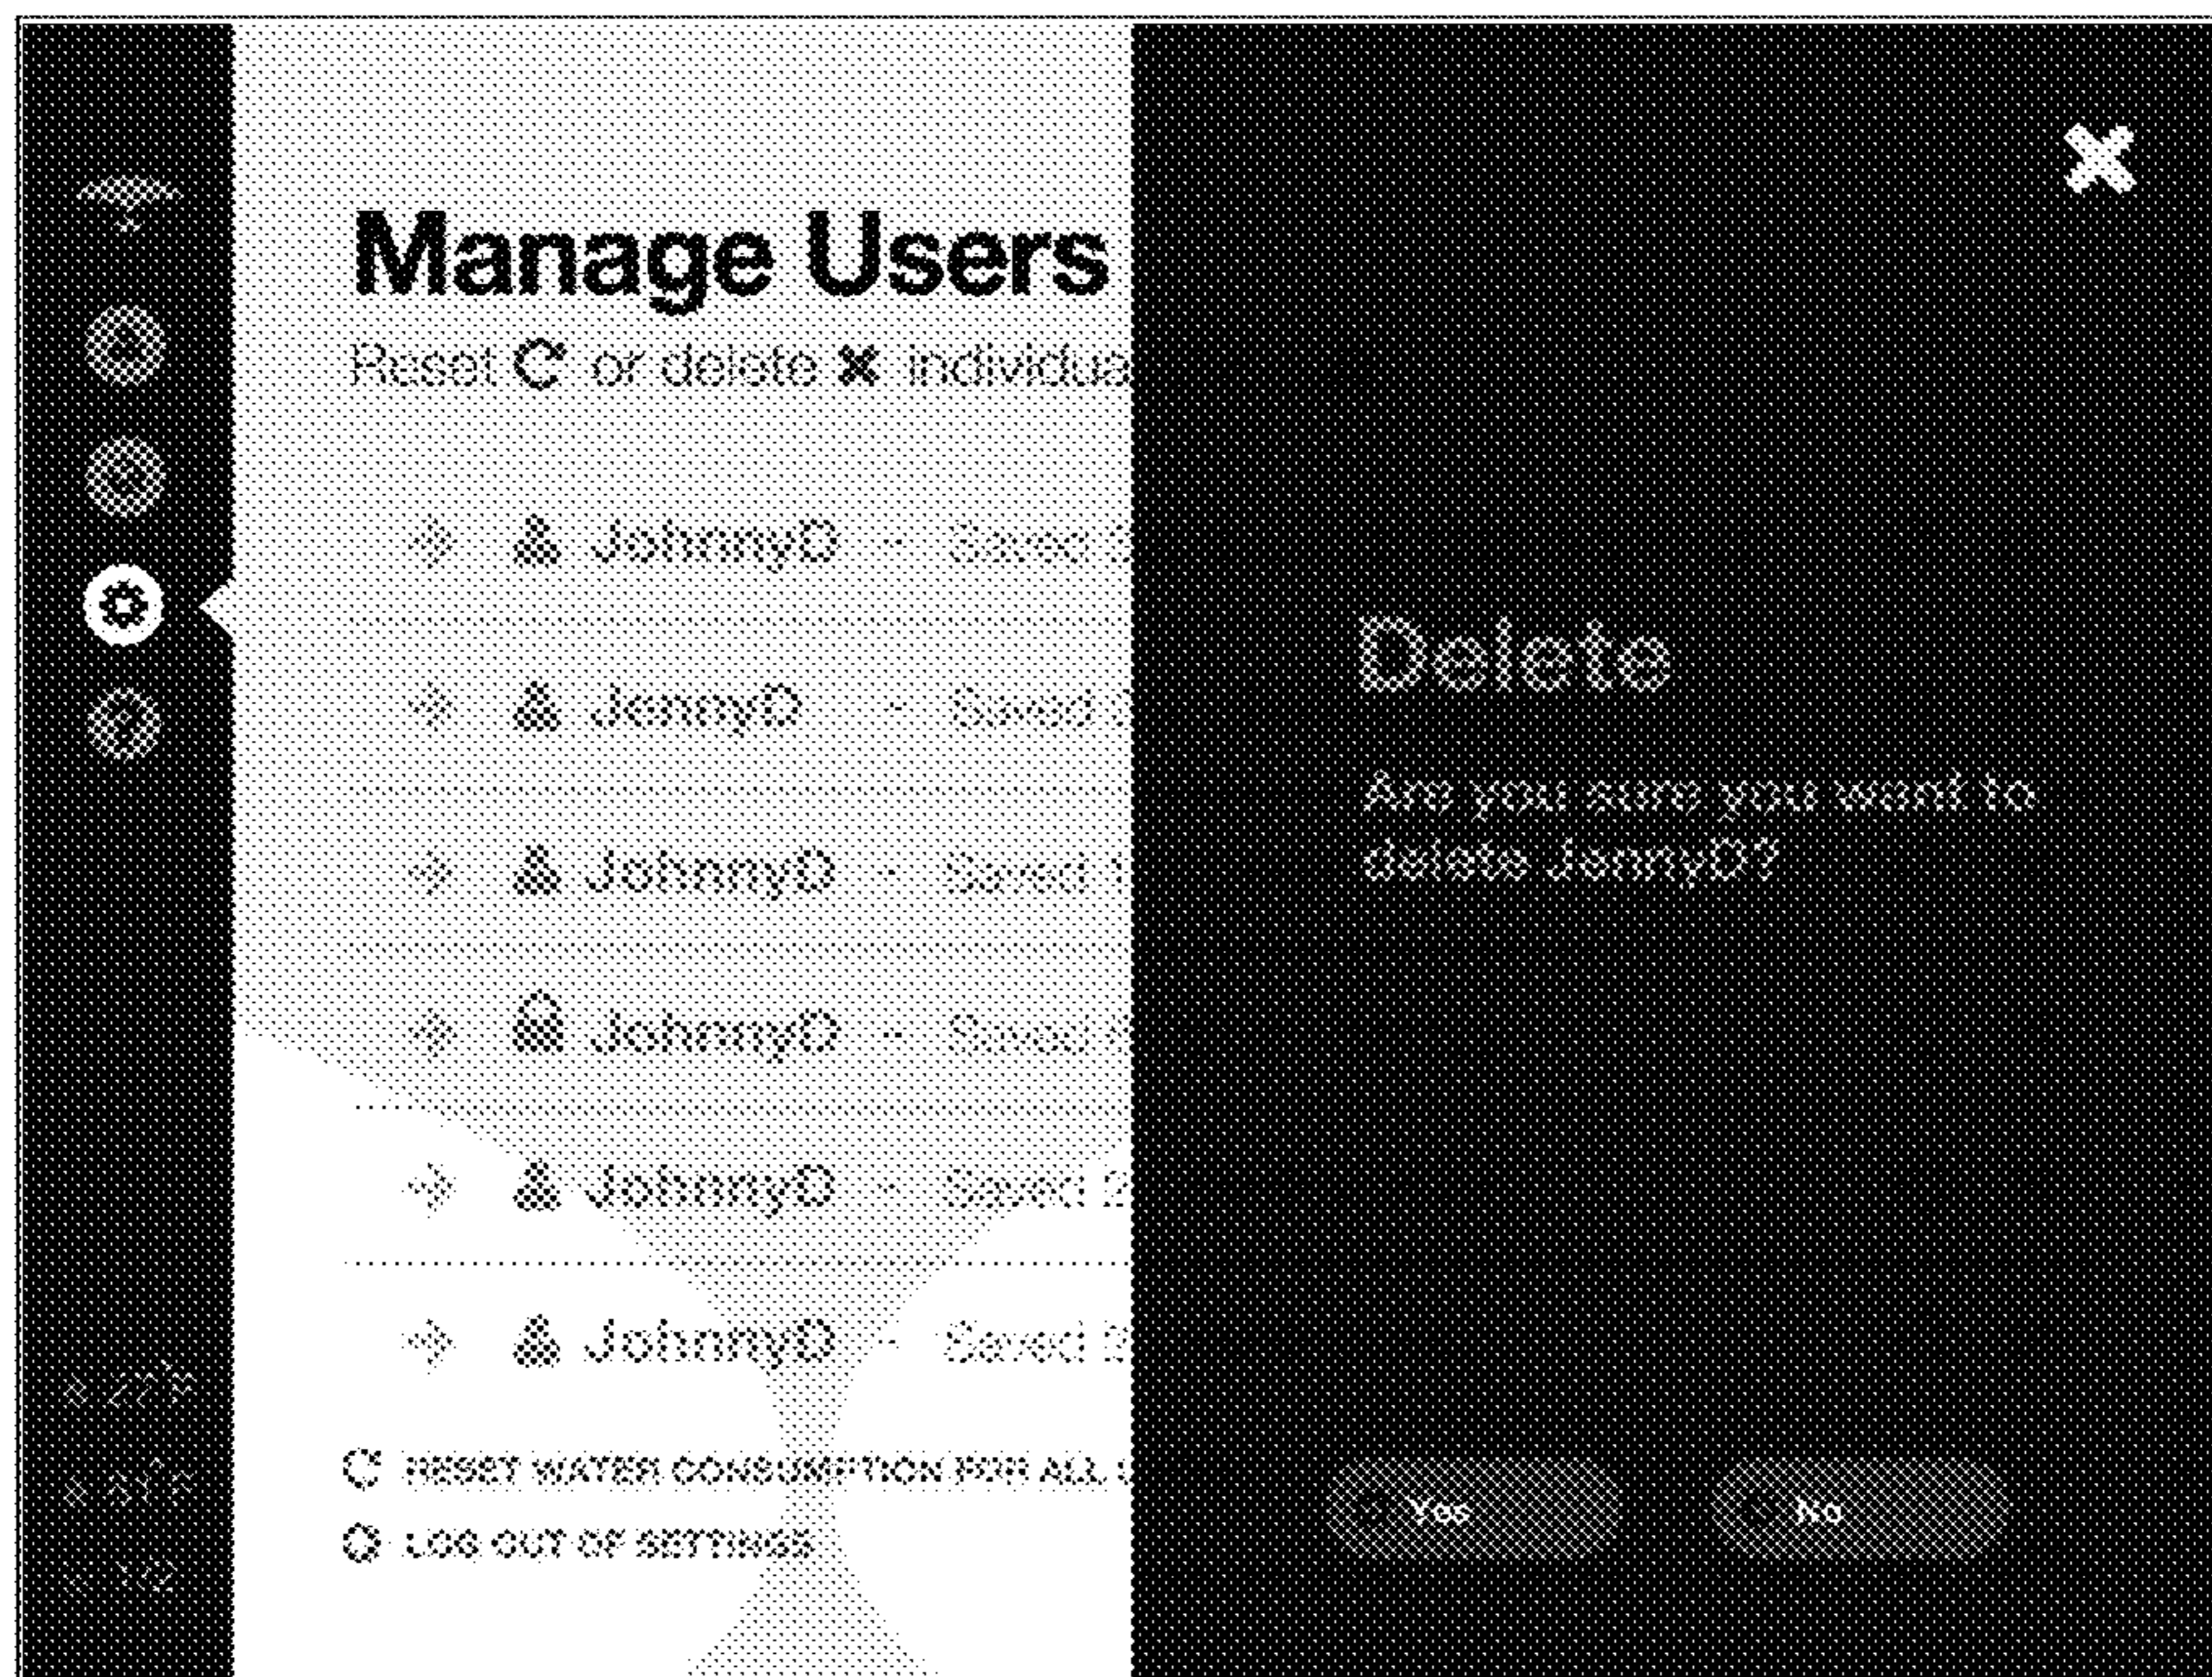 Manage Users
Reset or delete individua
JohnnyD - Saved
JennyD - Saved
JohnnyD - Saved
JohnnyD - Saved
JohnnyD - Saved 2
JohnnyD - Saved
RESET WATER CONSUMPTION FOR ALL
LOG OUT OF SETTINGS
Delete
Are you sure you want to
delete JennyD?
Yes
No